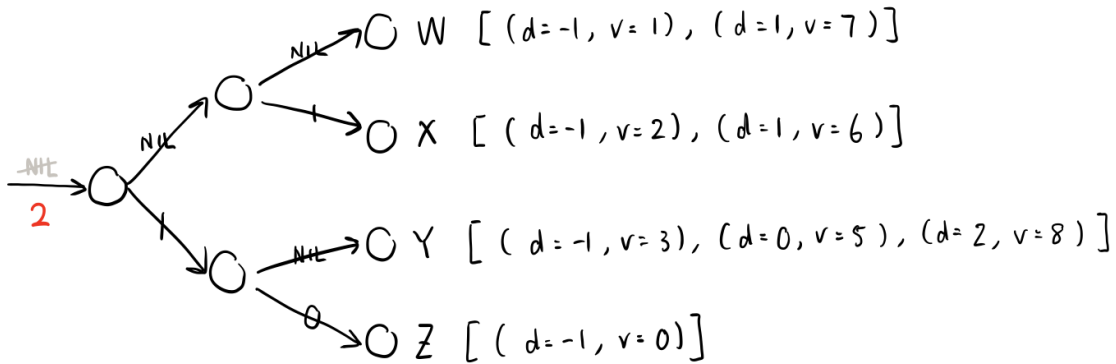 NIL W [ (d=-1, v=1), (d=1, v=7)]
NIL 1 X [ (d=-1, v=2), (d=1, v=6)]
NIL
2
1 NIL Y [ (d=-1, v=3), (d=0, v=5), (d=2, v=8)]
0 Z [ (d=-1, v=0)]